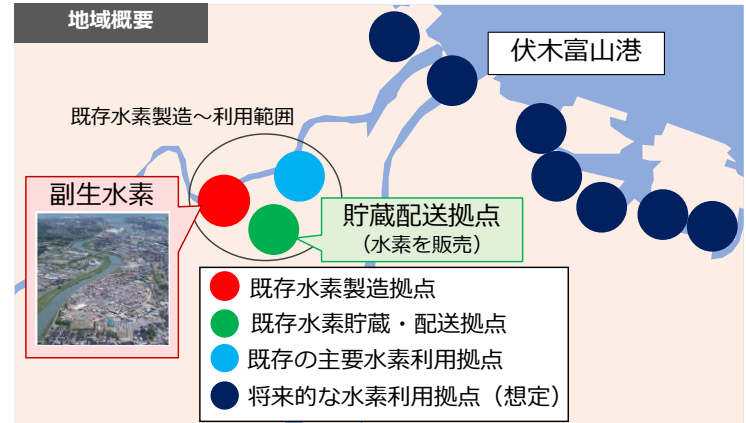 地域概要
伏木富山港
既存水素製造～利用範囲
副生水素
貯蔵配送拠点
（水素を販売）
既存水素製造拠点
既存水素貯蔵・配送拠点
既存の主要水素利用拠点
将来的な水素利用拠点（想定）